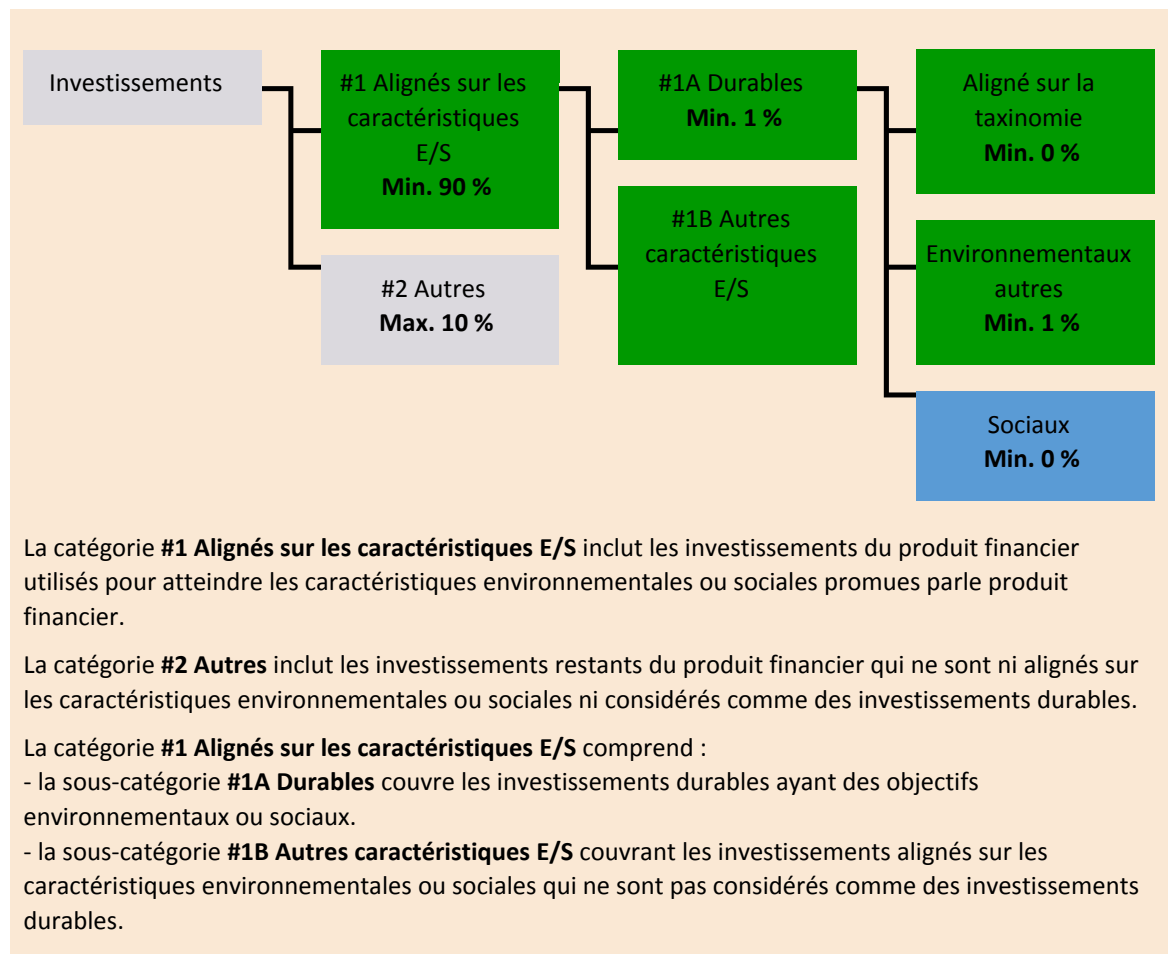 Investissements
#1 Alignés sur les
caractéristiques
E/S
Min. 90 %
#2 Autres
Max. 10 %
#1A Durables
Min. 1 %
#1B Autres
caractéristiques
E/S
Aligné sur la
taxinomie
Min. 0 %
Environnementaux
autres
Min. 1 %
Sociaux
Min. 0 %
La catégorie #1 Alignés sur les caractéristiques E/S inclut les investissements du produit financier
utilisés pour atteindre les caractéristiques environnementales ou sociales promues parle produit
financier.
La catégorie #2 Autres inclut les investissements restants du produit financier qui ne sont ni alignés sur
les caractéristiques environnementales ou sociales ni considérés comme des investissements durables.
La catégorie #1 Alignés sur les caractéristiques E/S comprend :
- la sous-catégorie #1A Durables couvre les investissements durables ayant des objectifs
environnementaux ou sociaux.
- la sous-catégorie #1B Autres caractéristiques E/S couvrant les investissements alignés sur les
caractéristiques environnementales ou sociales qui ne sont pas considérés comme des investissements
durables.